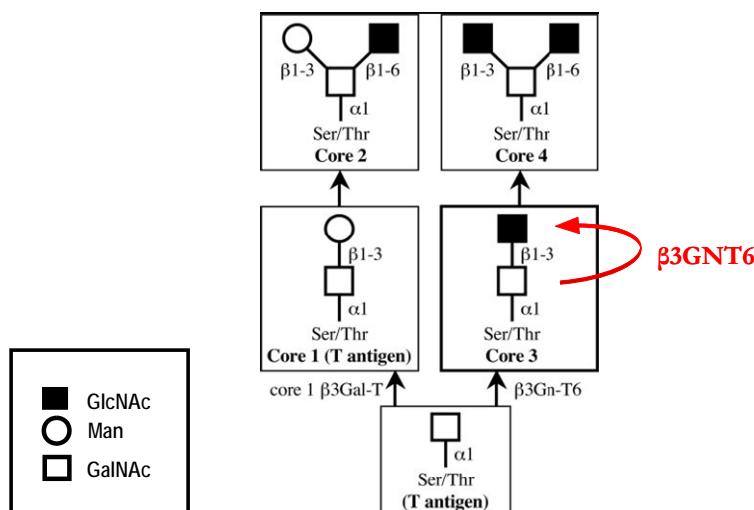 β1-3 β1-6
α1
Ser/Thr
Core 2
β1-3 β1-6
α1
Ser/Thr
Core 4
β1-3
α1
Ser/Thr
Core 1 (T antigen)
β1-3
α1
Ser/Thr
Core 3
β3GNT6
core 1 β3Gal-T
β3Gn-T6
α1
Ser/Thr
(T antigen)
GlcNAc
Man
GalNAc